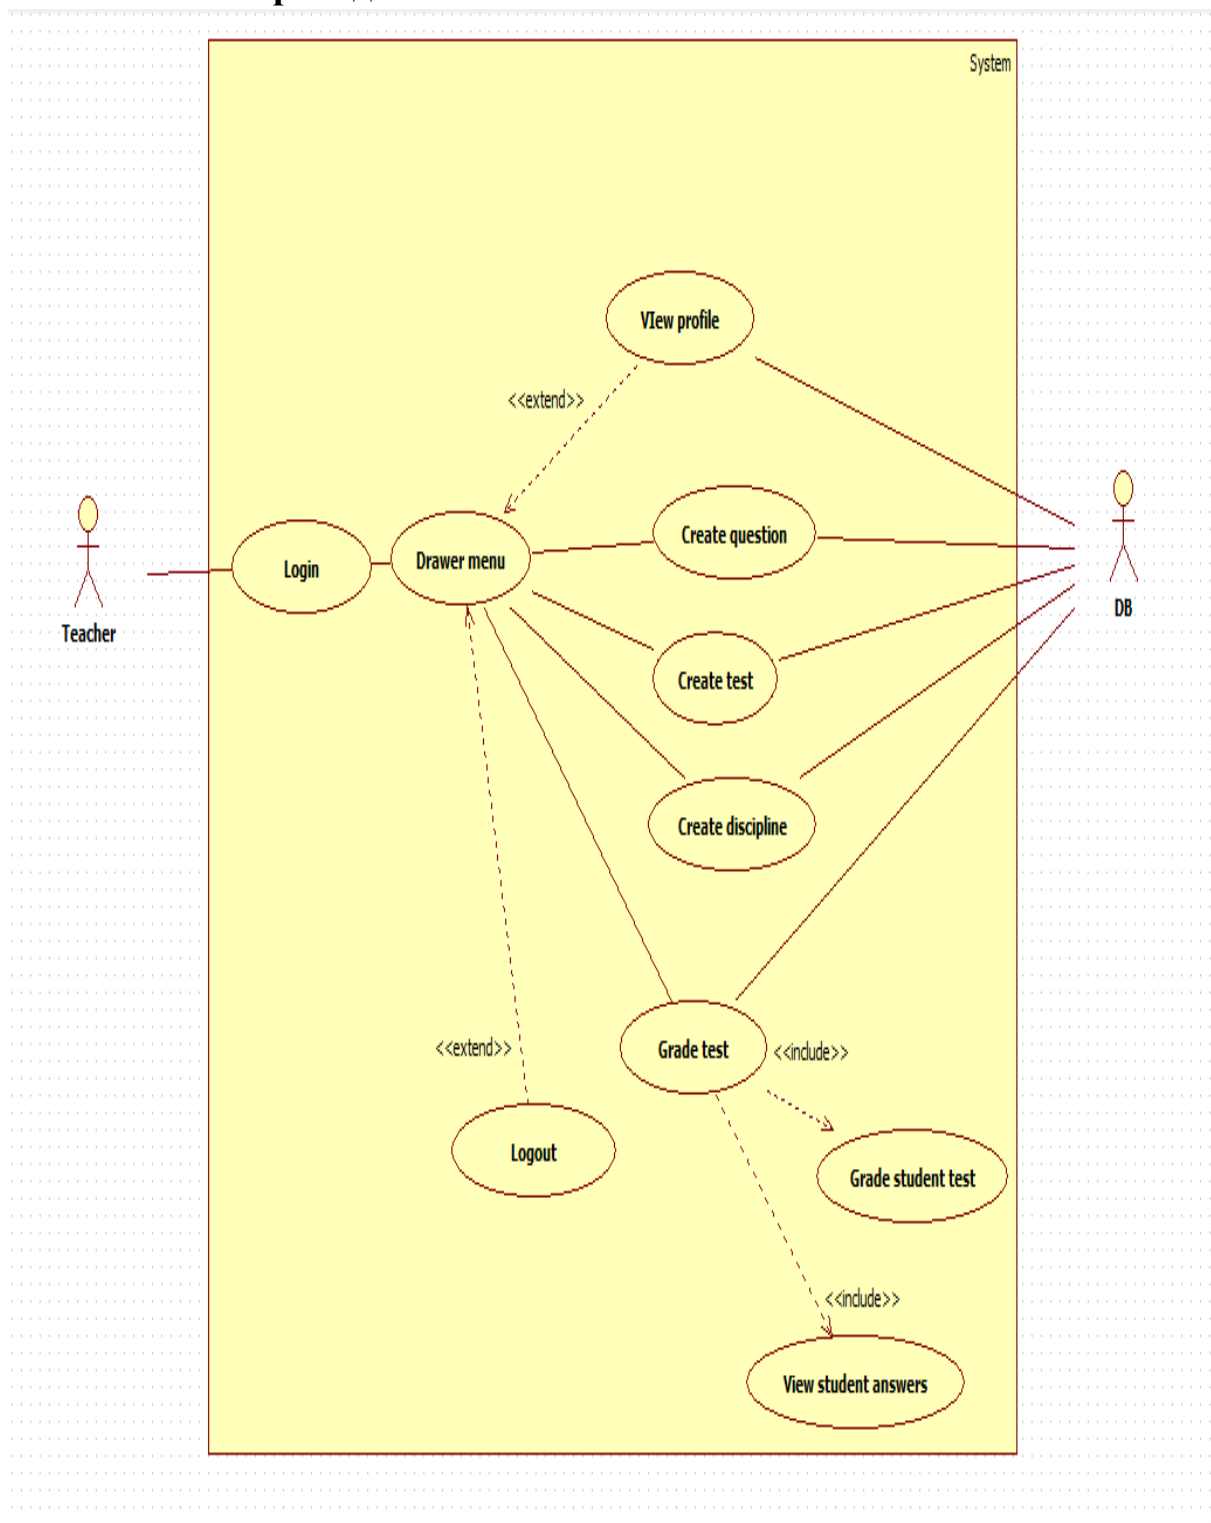 System
VIew profile
<<extend>>
Create question
Drawer menu
Login
DB
Teacher
Create test
Create discipline
<<extend>>
Grade test
<<include>>
Logout
Grade student test
<<include>>
View student answers